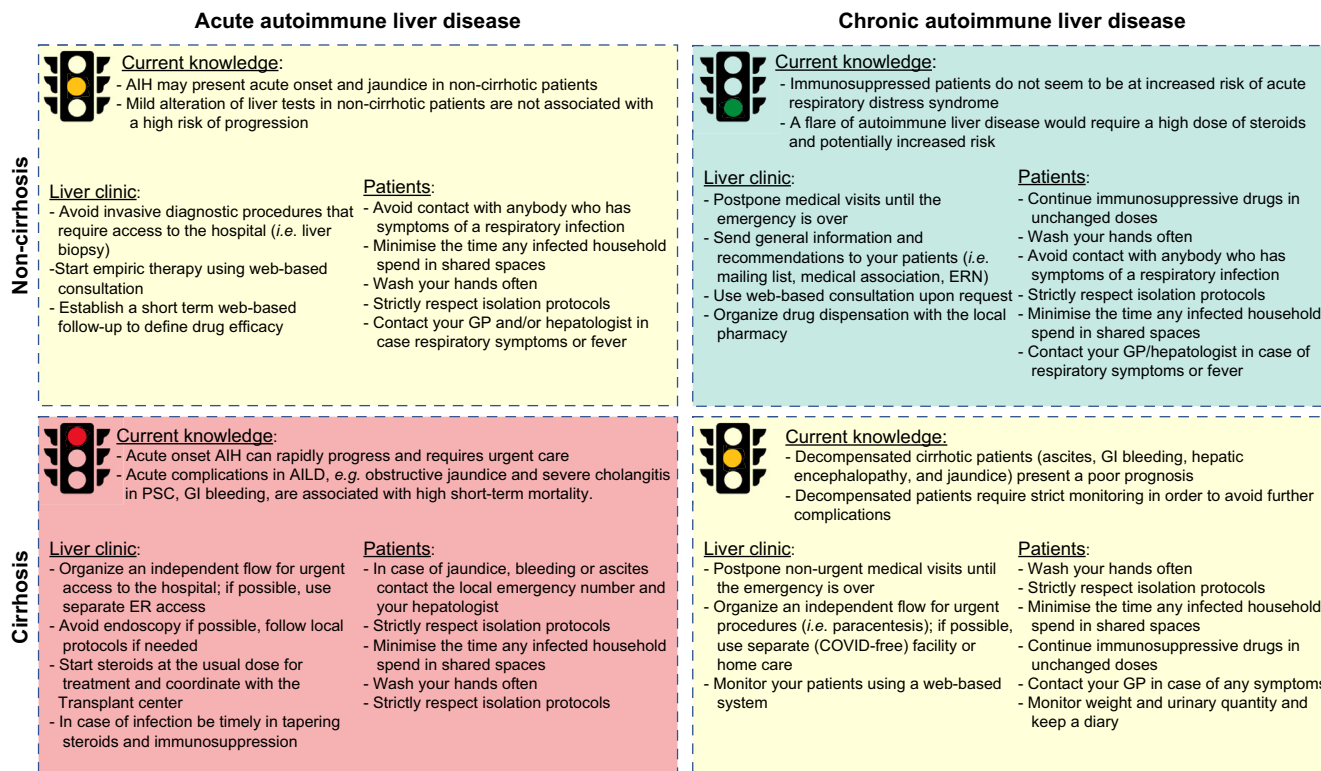 Acute autoimmune liver disease
Chronic autoimmune liver disease
Non-cirrhosis
Current knowledge:
- AIH may present acute onset and jaundice in non-cirrhotic patients
- Mild alteration of liver tests in non-cirrhotic patients are not associated with
a high risk of progression
Liver clinic:
- Avoid invasive diagnostic procedures that
require access to the hospital (i.e. liver
biopsy)
-Start empiric therapy using web-based
consultation
- Establish a short term web-based
follow-up to define drug efficacy
Patients:
- Avoid contact with anybody who has
symptoms of a respiratory infection
- Minimise the time any infected household
spend in shared spaces
- Wash your hands often
- Strictly respect isolation protocols
- Contact your GP and/or hepatologist in
case respiratory symptoms or fever
Current knowledge:
- Immunosuppressed patients do not seem to be at increased risk of acute
respiratory distress syndrome
- A flare of autoimmune liver disease would require a high dose of steroids
and potentially increased risk
Liver clinic:
- Postpone medical visits until the
emergency is over
- Send general information and
recommendations to your patients (i.e.
mailing list, medical association, ERN)
- Use web-based consultation upon request
- Organize drug dispensation with the local
pharmacy
Patients:
- Continue immunosuppressive drugs in
unchanged doses
- Wash your hands often
- Avoid contact with anybody who has
symptoms of a respiratory infection
- Strictly respect isolation protocols
- Minimise the time any infected household
spend in shared spaces
- Contact your GP/hepatologist in case of
respiratory symptoms or fever
Cirrhosis
Current knowledge:
- Acute onset AIH can rapidly progress and requires urgent care
- Acute complications in AILD, e.g. obstructive jaundice and severe cholangitis
in PSC, GI bleeding, are associated with high short-term mortality.
Liver clinic:
- Organize an independent flow for urgent
access to the hospital; if possible, use
separate ER access
- Avoid endoscopy if possible, follow local
protocols if needed
- Start steroids at the usual dose for
treatment and coordinate with the
Transplant center
- In case of infection be timely in tapering
steroids and immunosuppression
Patients:
- In case of jaundice, bleeding or ascites
contact the local emergency number and
your hepatologist
- Strictly respect isolation protocols
- Minimise the time any infected household
spend in shared spaces
- Wash your hands often
- Strictly respect isolation protocols
Current knowledge:
- Decompensated cirrhotic patients (ascites, GI bleeding, hepatic
encephalopathy, and jaundice) present a poor prognosis
- Decompensated patients require strict monitoring in order to avoid further
complications
Liver clinic:
- Postpone non-urgent medical visits until
the emergency is over
- Organize an independent flow for urgent
procedures (i.e. paracentesis); if possible,
use separate (COVID-free) facility or
home care
- Monitor your patients using a web-based
system
Patients:
- Wash your hands often
- Strictly respect isolation protocols
- Minimise the time any infected household
spend in shared spaces
- Continue immunosuppressive drugs in
unchanged doses
- Contact your GP in case of any symptoms
- Monitor weight and urinary quantity and
keep a diary